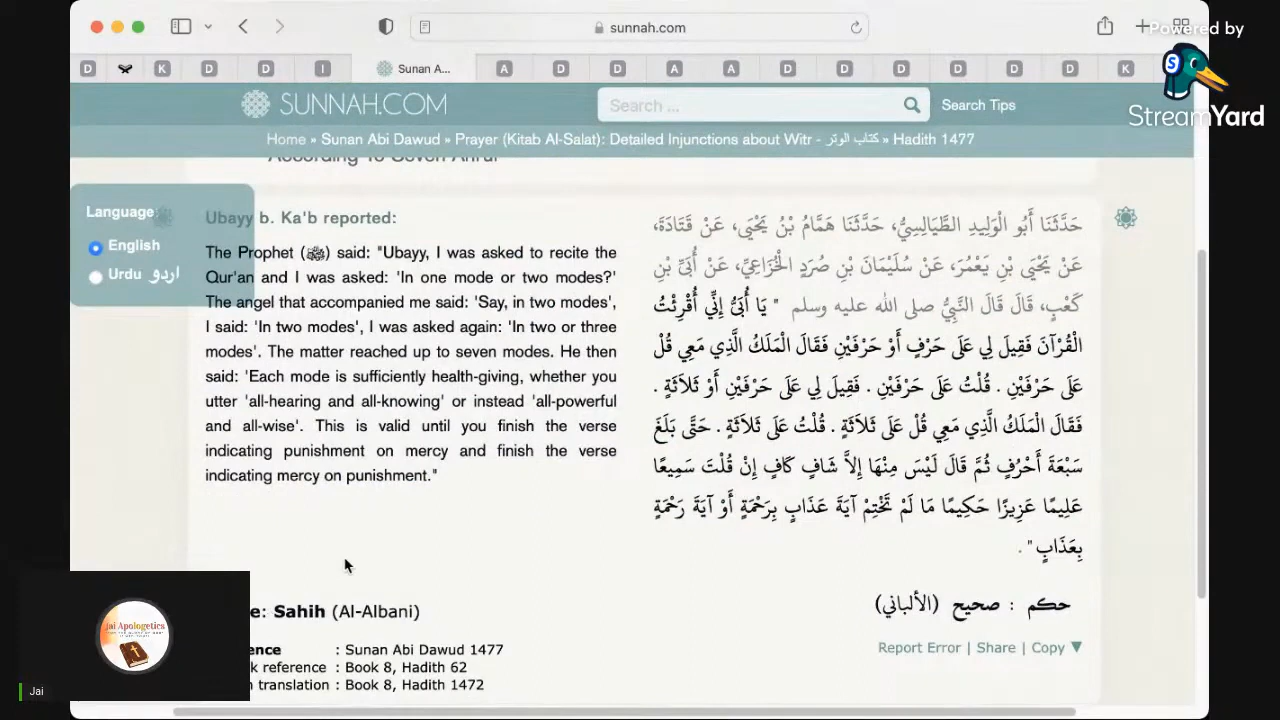 Powered by
StreamYard
sunnah.com
D K D D I Sunan A... A D D A A D D D D D D K
SUNNAH.COM
Search ...
Search Tips
Home » Sunan Abi Dawud » Prayer (Kitab Al-Salat): Detailed Injunctions about Witr - كتاب الوتر » Hadith 1477
According To Seven Ahruf
Language
English
Urdu اردو
Ubayy b. Ka'b reported:
The Prophet (ﷺ) said: "Ubayy, I was asked to recite the
Qur'an and I was asked: 'In one mode or two modes?'
The angel that accompanied me said: 'Say, in two modes',
I said: 'In two modes', I was asked again: 'In two or three
modes'. The matter reached up to seven modes. He then
said: 'Each mode is sufficiently health-giving, whether you
utter 'all-hearing and all-knowing' or instead 'all-powerful
and all-wise'. This is valid until you finish the verse
indicating punishment on mercy and finish the verse
indicating mercy on punishment."
حَدَّثَنَا أَبُو الْوَلِيدِ الطَّيَالِسِيُّ، حَدَّثَنَا هَمَّامُ بْنُ يَحْيَى، عَنْ قَتَادَةَ،
عَنْ يَحْيَى بْنِ يَعْمُرَ، عَنْ سُلَيْمَانَ بْنِ صُرَدٍ الْخُزَاعِيِّ، عَنْ أُبَىِّ بْنِ
كَعْبٍ، قَالَ قَالَ النَّبِيُّ صلى الله عليه وسلم " يَا أُبَىُّ إِنِّي أُقْرِئْتُ
الْقُرْآنَ فَقِيلَ لِي عَلَى حَرْفٍ أَوْ حَرْفَيْنِ فَقَالَ الْمَلَكُ الَّذِي مَعِي قُلْ
عَلَى حَرْفَيْنِ . قُلْتُ عَلَى حَرْفَيْنِ . فَقِيلَ لِي عَلَى حَرْفَيْنِ أَوْ ثَلاَثَةٍ .
فَقَالَ الْمَلَكُ الَّذِي مَعِي قُلْ عَلَى ثَلاَثَةٍ . قُلْتُ عَلَى ثَلاَثَةٍ . حَتَّى بَلَغَ
سَبْعَةَ أَحْرُفٍ ثُمَّ قَالَ لَيْسَ مِنْهَا إِلاَّ شَافٍ كَافٍ إِنْ قُلْتَ سَمِيعًا
عَلِيمًا عَزِيزًا حَكِيمًا مَا لَمْ تَخْتِمْ آيَةَ عَذَابٍ بِرَحْمَةٍ أَوْ آيَةَ رَحْمَةٍ
بِعَذَابٍ " .
e: Sahih (Al-Albani)
حكم : صحيح (الألباني)
ence : Sunan Abi Dawud 1477
k reference : Book 8, Hadith 62
n translation : Book 8, Hadith 1472
Report Error | Share | Copy ▼
Jai Apologetics
Jai